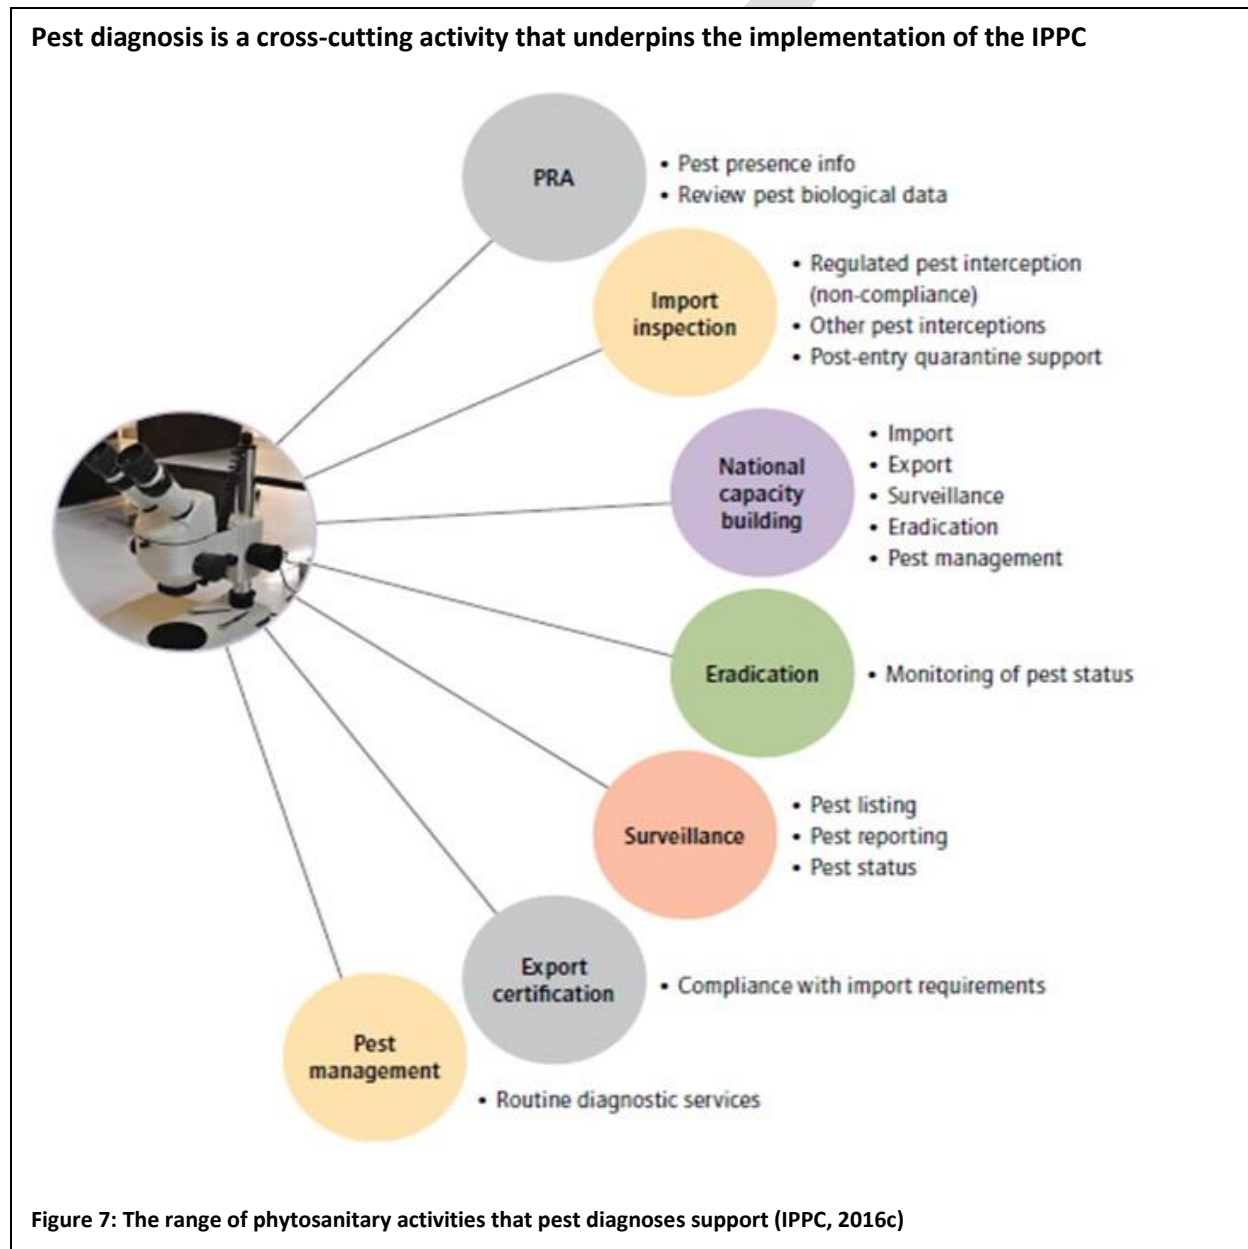 Pest diagnosis is a cross-cutting activity that underpins the implementation of the IPPC
PRA
• Pest presence info
• Review pest biological data
Import
inspection
• Regulated pest interception
(non-compliance)
• Other pest interceptions
• Post-entry quarantine support
National
capacity
building
• Import
• Export
• Surveillance
• Eradication
• Pest management
Eradication
• Monitoring of pest status
Surveillance
• Pest listing
• Pest reporting
• Pest status
Export
certification
• Compliance with import requirements
Pest
management
• Routine diagnostic services
Figure 7: The range of phytosanitary activities that pest diagnoses support (IPPC, 2016c)